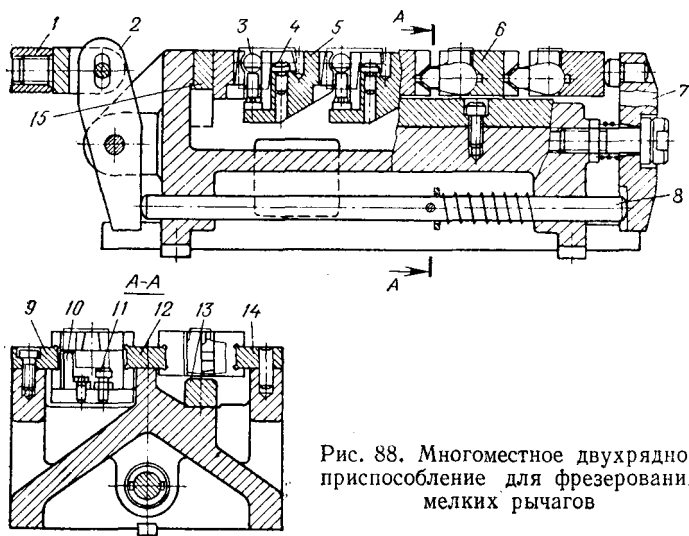 1 2 3 4 5 A 6
15
7
8
A
А-А
9 10 11 12 13 14
Рис. 88. Многоместное двухрядно
приспособление для фрезеровани
мелких рычагов